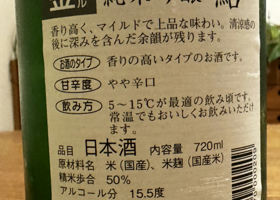 純米吟醸
香り高く、マイルドで上品な味わい。清涼感の
後に深みを含んだ余韻が残ります。
お酒のタイプ 香りの高いタイプのお酒です。
甘辛度 やや辛口
飲み方 5~15℃が最適の飲み頃です。
常温でもおいしくお飲みいただけ
ます。
日本酒 720ml
原材料名 米(国産)、米麹(国産米)
精米歩合 50%
アルコール分 15.5度